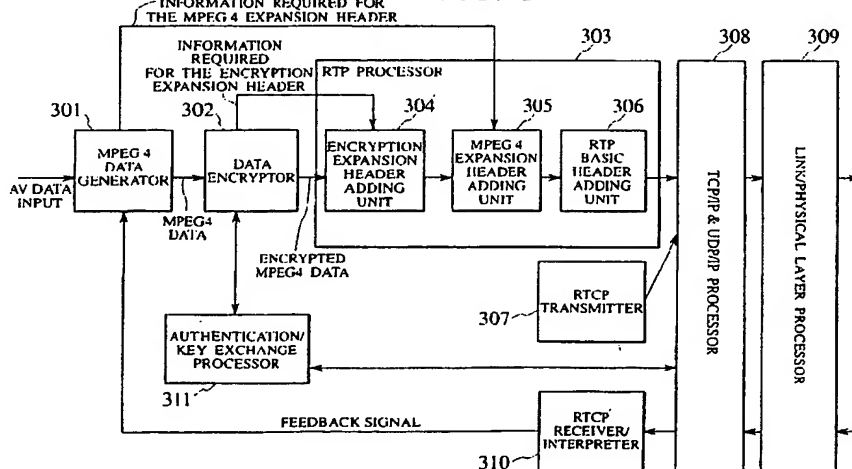 INFORMATION REQUIRED FOR
THE MPEG 4 EXPANSION HEADER
INFORMATION
REQUIRED
FOR THE ENCRYPTION
EXPANSION HEADER
303
308
309
RTP PROCESSOR
301
302
304
305
306
MPEG 4
DATA
GENERATOR
DATA
ENCRYPTOR
ENCRYPTION
EXPANSION
HEADER
ADDING
UNIT
MPEG 4
EXPANSION
HEADER
ADDING
UNIT
RTP
BASIC
HEADER
ADDING
UNIT
AV DATA
INPUT
MPEG4
DATA
ENCRYPTED
MPEG4 DATA
TCP/IP & UDP/IP PROCESSOR
LINK/PHYSICAL LAYER PROCESSOR
RTCP
TRANSMITTER
307
AUTHENTICATION/
KEY EXCHANGE
PROCESSOR
311
FEEDBACK SIGNAL
RTCP
RECEIVER/
INTERPRETER
310